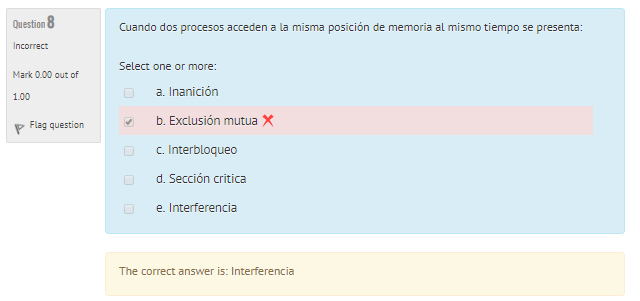 Question 8
Incorrect
Mark 0.00 out of
1.00
Flag question
Cuando dos procesos acceden a la misma posición de memoria al mismo tiempo se presenta:
Select one or more:
a. Inanición
b. Exclusión mutua
c. Interbloqueo
d. Sección critica
e. Interferencia
The correct answer is: Interferencia